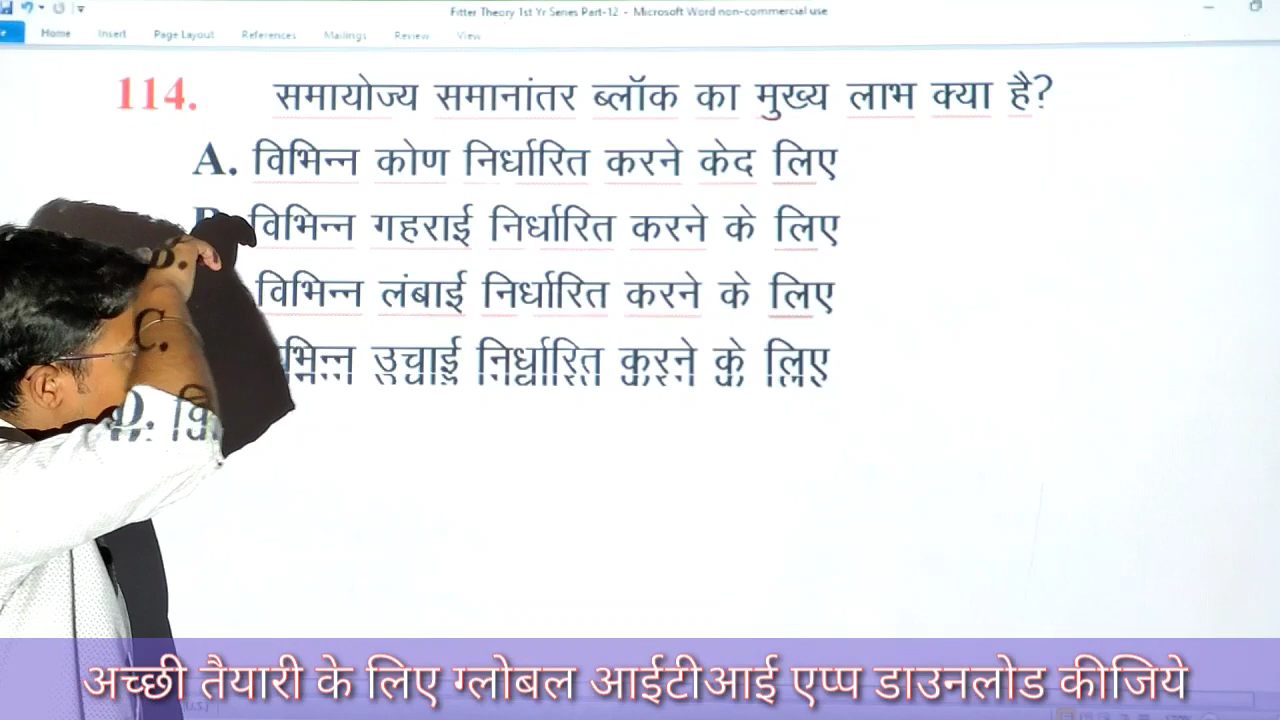 Fitter Theory 1st Yr Series Part-12 - Microsoft Word non-commercial use
Home Insert Page Layout References Mailings Review View
114. समायोज्य समानांतर ब्लॉक का मुख्य लाभ क्या है?
A. विभिन्न कोण निर्धारित करने केद लिए
B. विभिन्न गहराई निर्धारित करने के लिए
C. विभिन्न लंबाई निर्धारित करने के लिए
D. विभिन्न उचाई निर्धारित करने के लिए
अच्छी तैयारी के लिए ग्लोबल आईटीआई एप्प डाउनलोड कीजिये